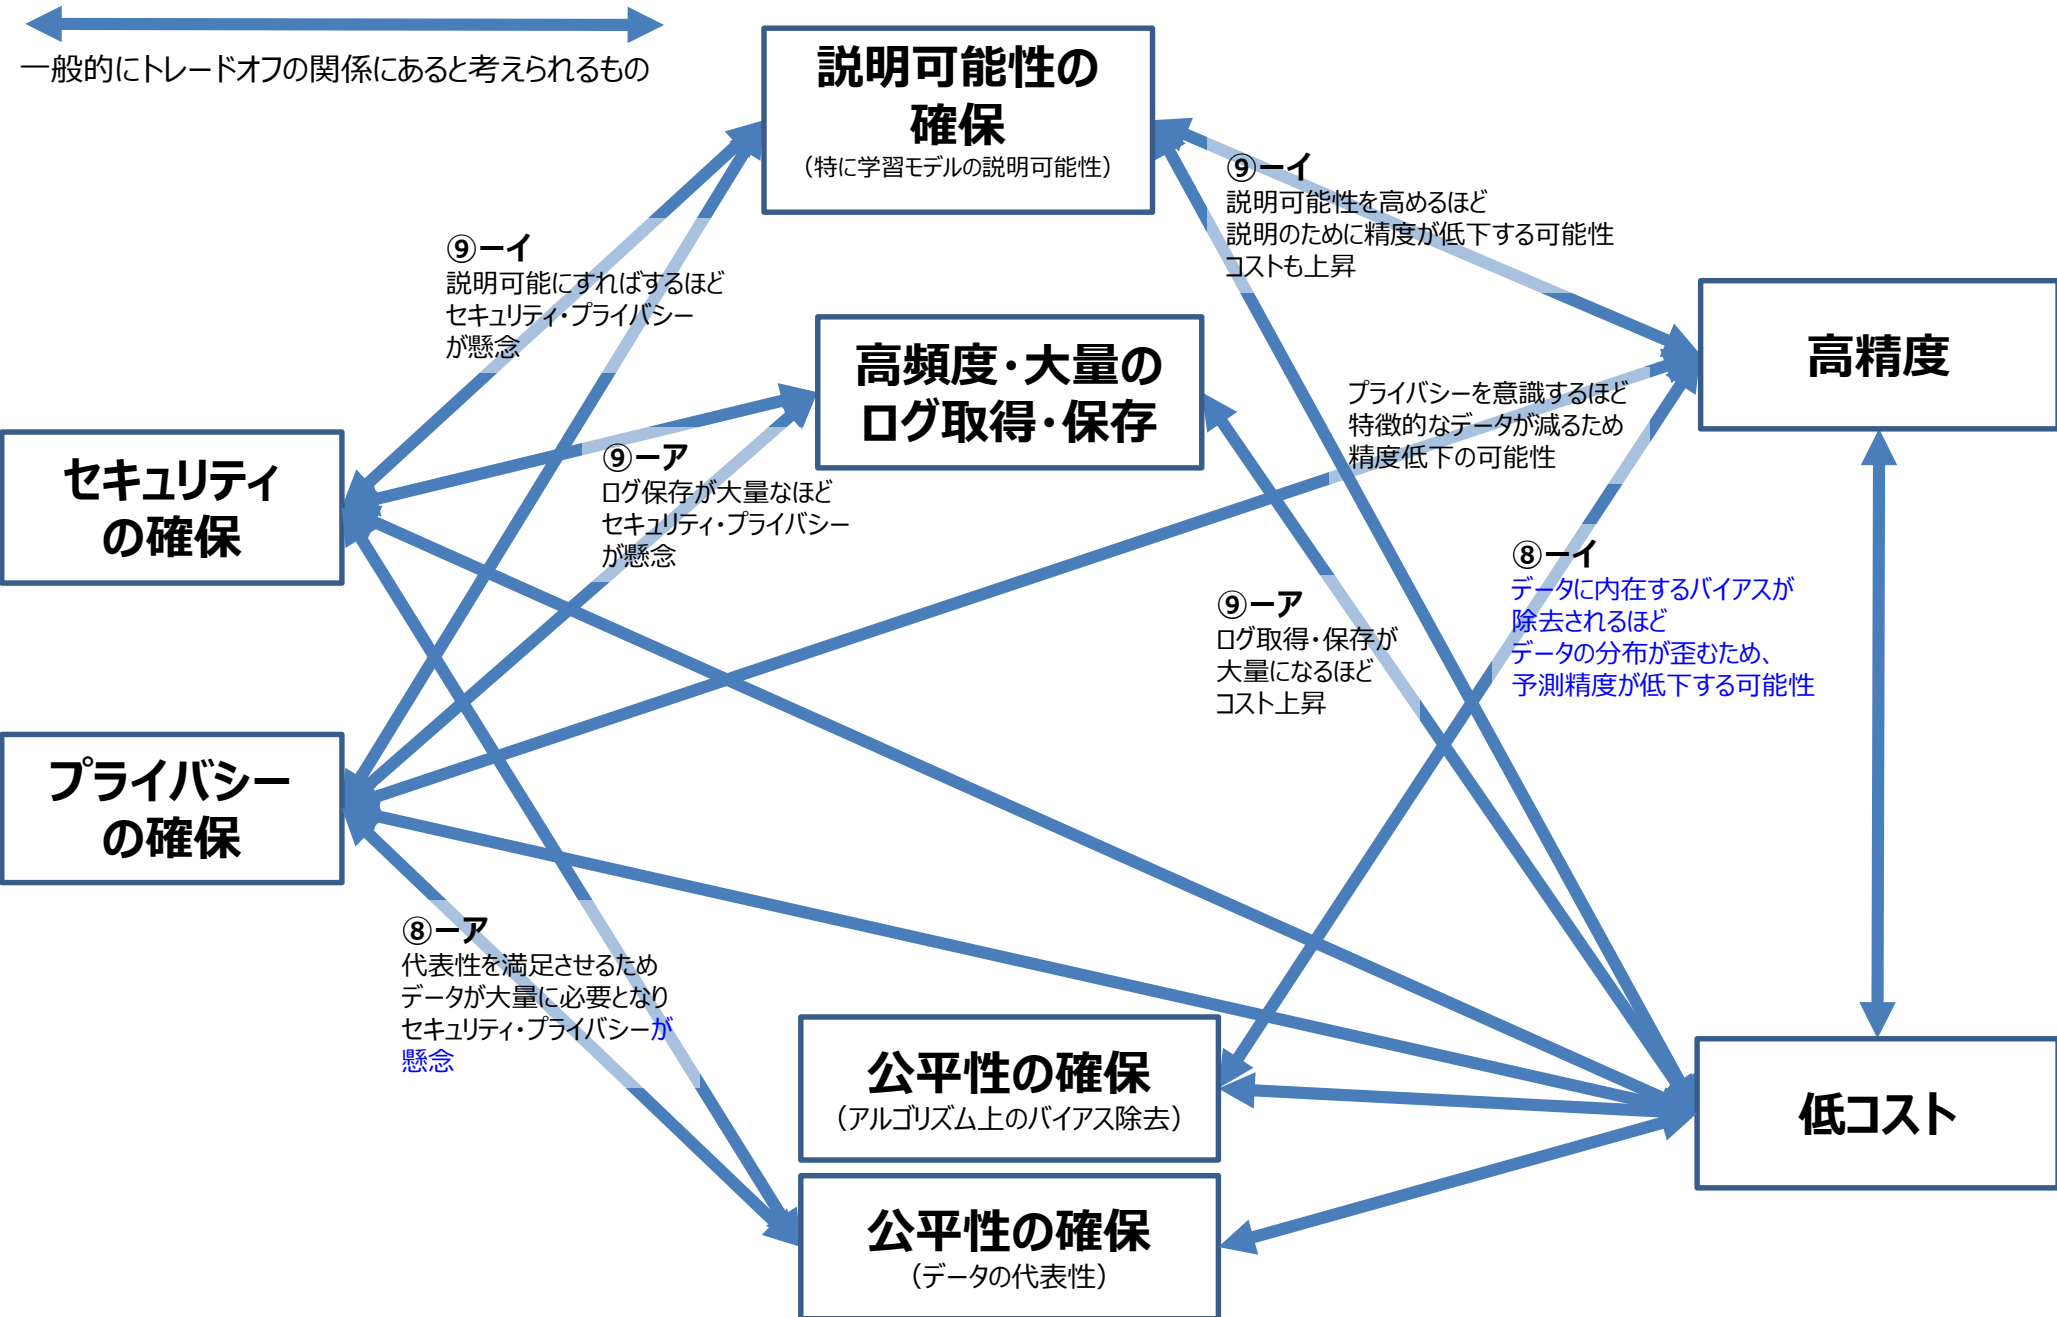 一般的にトレードオフの関係にあると考えられるもの
説明可能性の
確保
（特に学習モデルの説明可能性）
⑨ーイ
説明可能性を高めるほど
説明のために精度が低下する可能性
コストも上昇
⑨ーイ
説明可能にすればするほど
セキュリティ・プライバシー
が懸念
高頻度・大量の
ログ取得・保存
高精度
プライバシーを意識するほど
特徴的なデータが減るため
精度低下の可能性
セキュリティ
の確保
⑨ーア
ログ保存が大量なほど
セキュリティ・プライバシー
が懸念
⑧ーイ
データに内在するバイアスが
除去されるほど
データの分布が歪むため、
予測精度が低下する可能性
⑨ーア
ログ取得・保存が
大量になるほど
コスト上昇
プライバシー
の確保
⑧ーア
代表性を満足させるため
データが大量に必要となり
セキュリティ・プライバシーが
懸念
公平性の確保
（アルゴリズム上のバイアス除去）
低コスト
公平性の確保
（データの代表性）